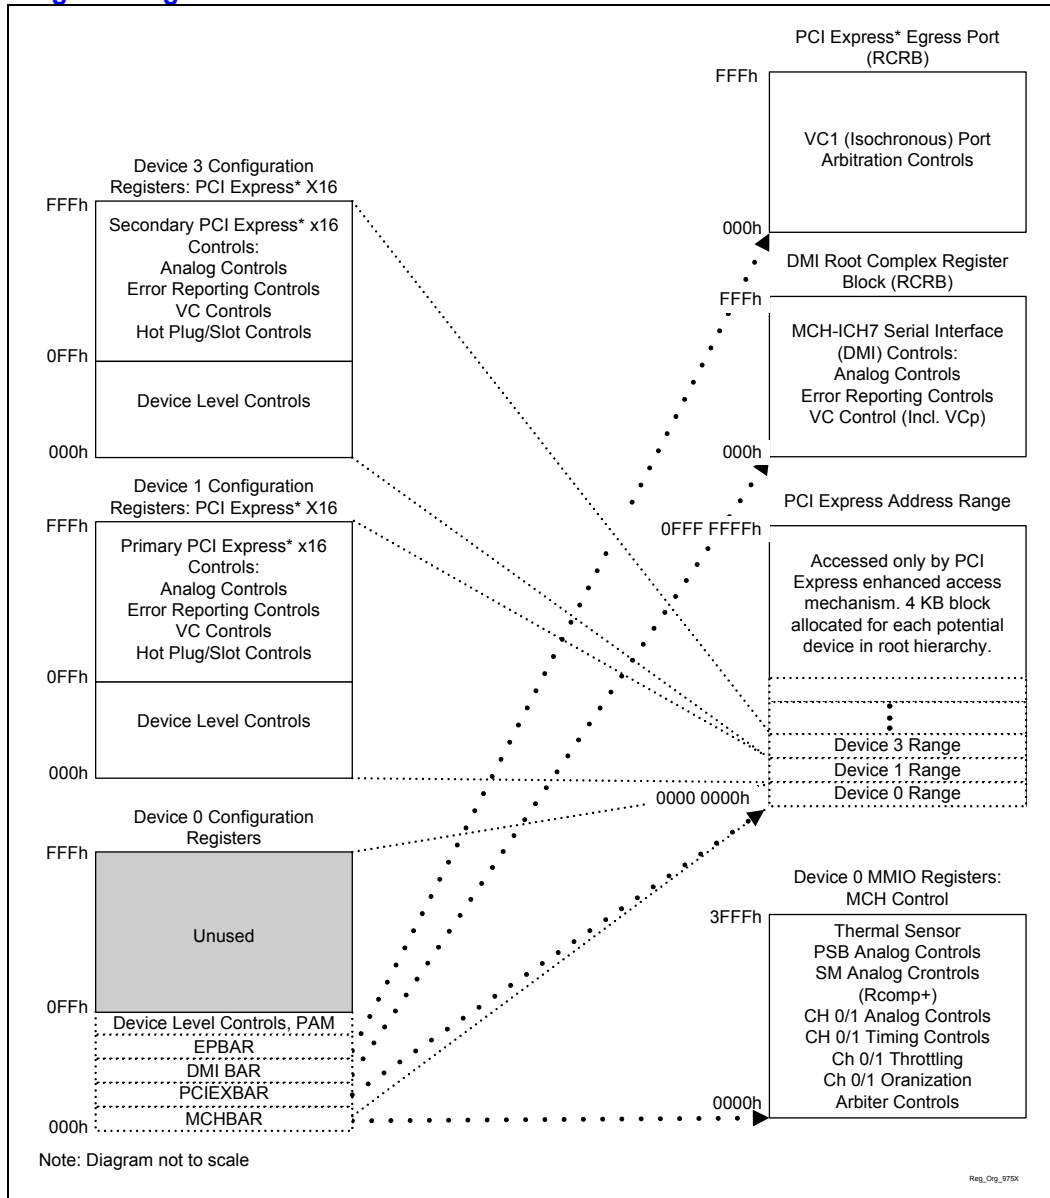 PCI Express* Egress Port
(RCRB)
FFFh
VC1 (Isochronous) Port
Arbitration Controls
000h
Device 3 Configuration
Registers: PCI Express* X16
FFFh
Secondary PCI Express* x16
Controls:
Analog Controls
Error Reporting Controls
VC Controls
Hot Plug/Slot Controls
0FFh
Device Level Controls
000h
DMI Root Complex Register
Block (RCRB)
FFFh
MCH-ICH7 Serial Interface
(DMI) Controls:
Analog Controls
Error Reporting Controls
VC Control (Incl. VCp)
000h
Device 1 Configuration
Registers: PCI Express* X16
FFFh
Primary PCI Express* x16
Controls:
Analog Controls
Error Reporting Controls
VC Controls
Hot Plug/Slot Controls
0FFh
Device Level Controls
000h
PCI Express Address Range
0FFF FFFFh
Accessed only by PCI
Express enhanced access
mechanism. 4 KB block
allocated for each potential
device in root hierarchy.
Device 3 Range
Device 1 Range
Device 0 Range
0000 0000h
Device 0 Configuration
Registers
FFFh
Unused
0FFh
Device Level Controls, PAM
EPBAR
DMI BAR
PCIEXBAR
MCHBAR
000h
Device 0 MMIO Registers:
MCH Control
3FFFh
Thermal Sensor
PSB Analog Controls
SM Analog Crontrols
(Rcomp+)
CH 0/1 Analog Controls
CH 0/1 Timing Controls
Ch 0/1 Throttling
Ch 0/1 Oranization
Arbiter Controls
0000h
Note: Diagram not to scale
Reg_Org_975X